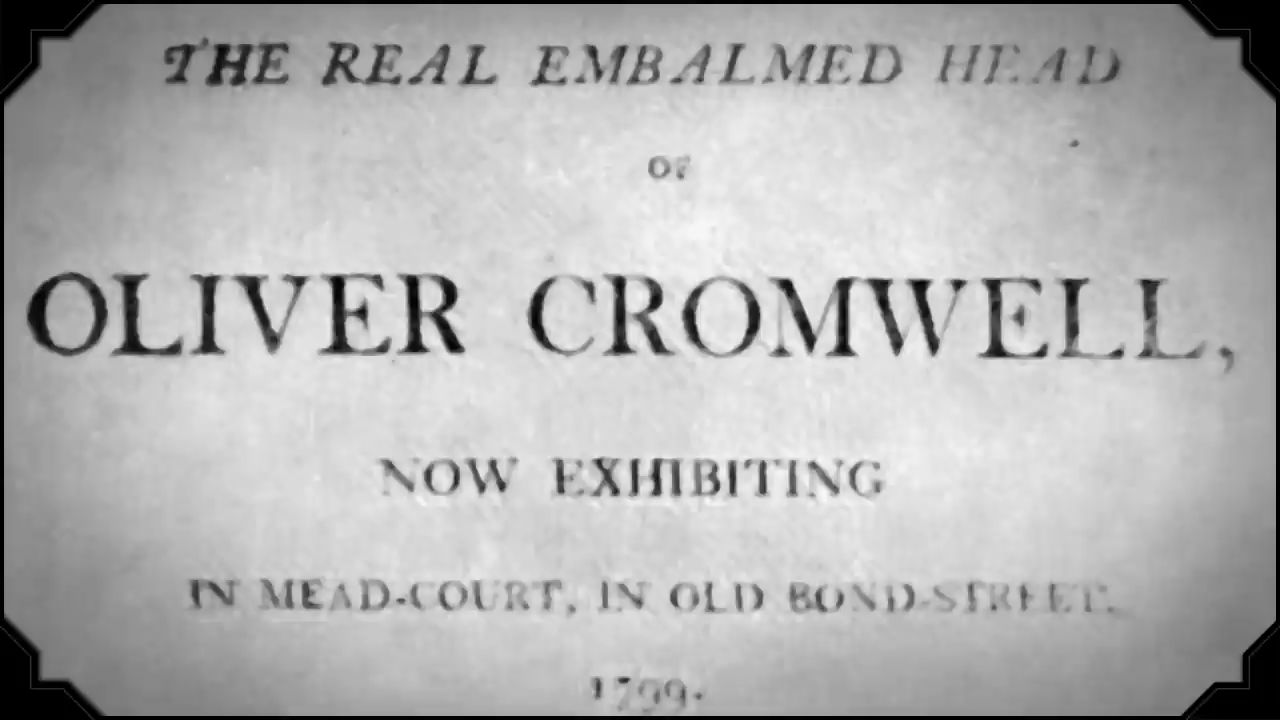 THE REAL EMBALMED HEAD
OF
OLIVER CROMWELL,
NOW EXHIBITING
IN MEAD-COURT, IN OLD BOND-STREET.
1799.